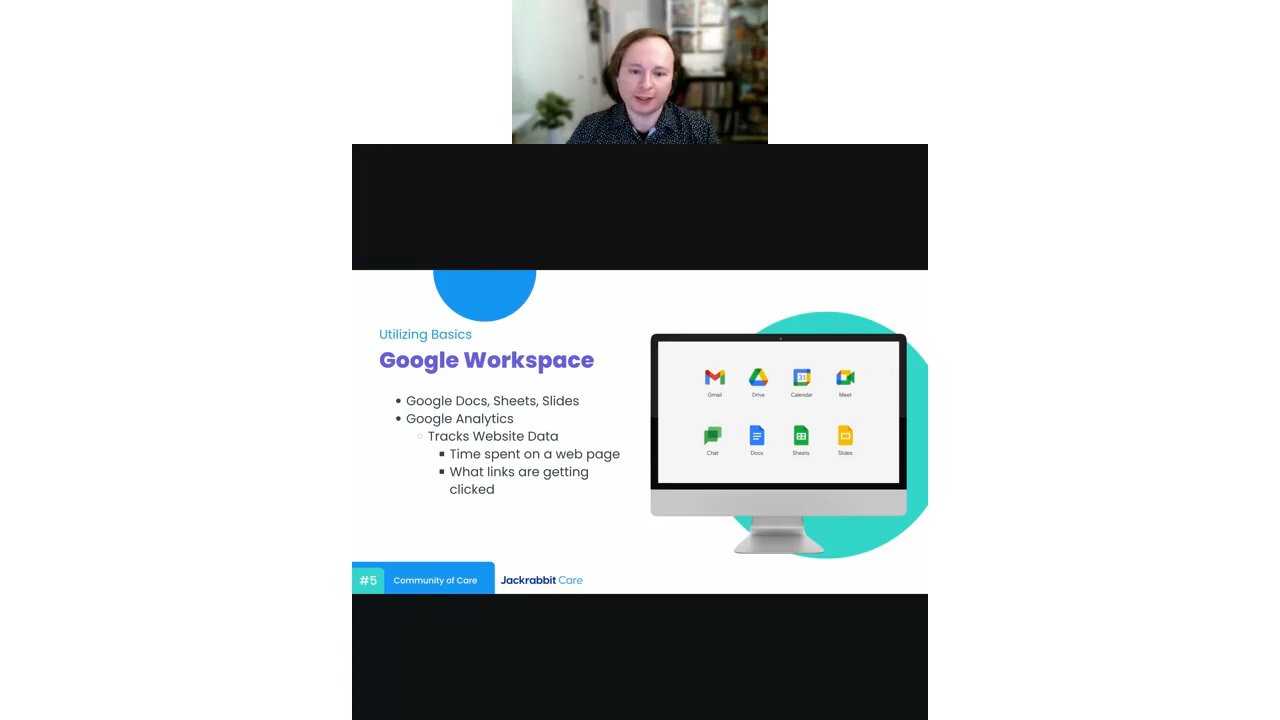 Utilizing Basics
Google Workspace
Google Docs, Sheets, Slides
Google Analytics
Tracks Website Data
Time spent on a web page
What links are getting
clicked
31
Gmail
Drive
Calendar
Meet
Chat
Docs
Sheets
Slides
#5
Community of Care
Jackrabbit Care